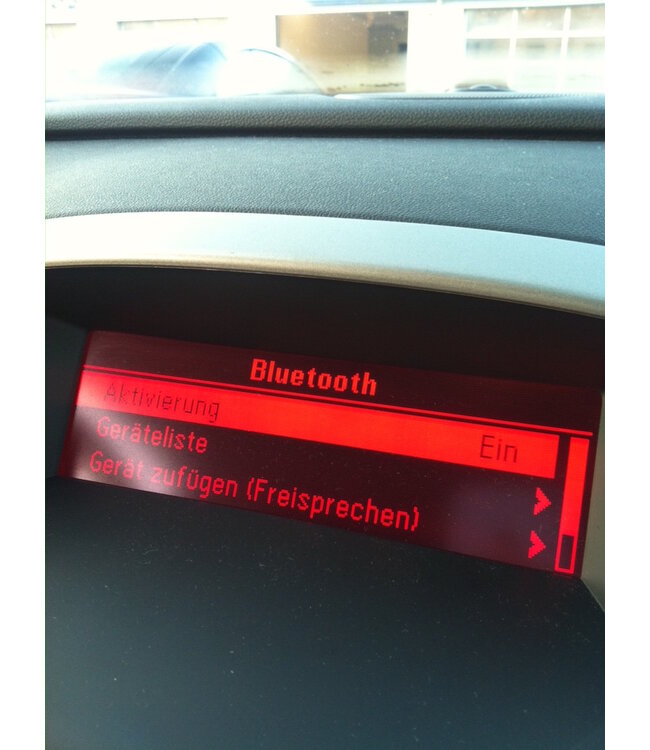 Bluetooth
Aktivierung Ein
Geräteliste
Gerät zufügen (Freisprechen)